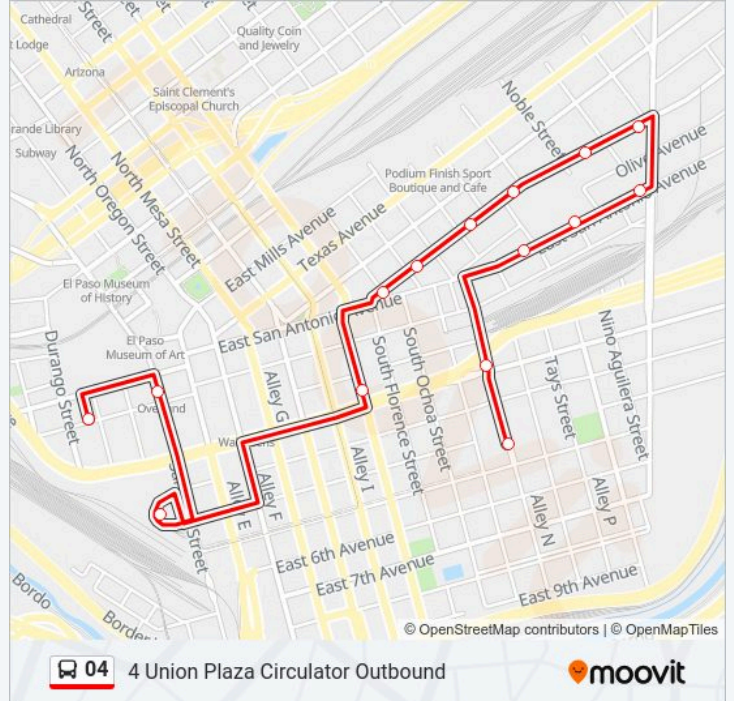 Cathedral
t Lodge
Quality Coin
and Jewelry
Arizona
Saint Clement's
Episcopal Church
rande Library
Subway
Noble Street
Olive Avenue
East San Antonio Avenue
Podium Finish Sport
Boutique and Cafe
North Mesa Street
North Oregon Street
East Mills Avenue
Texas Avenue
El Paso Museum
of History
East San Antonio Avenue
El Paso
Museum of Art
Durango Street
Nino Aguilera Street
South Ochoa Street
South Florence Street
Tays Street
Alley G
Overland
Alley I
Alley F
Alley E
Street
Alley N
Alley P
East 6th Avenue
East 7th Avenue
East 9th Avenue
Bordo
Border
© OpenStreetMap contributors | © OpenMapTiles
04 4 Union Plaza Circulator Outbound
moovit